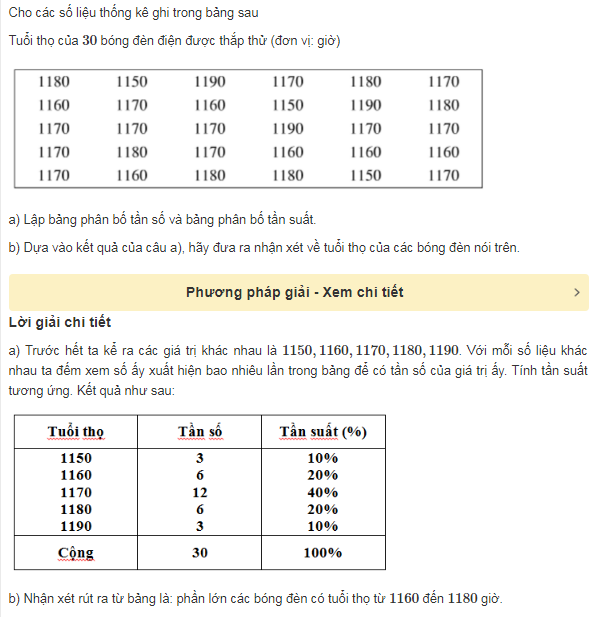 Cho các số liệu thống kê ghi trong bảng sau
Tuổi thọ của 30 bóng đèn điện được thắp thử (đơn vị: giờ)
1180 1150 1190 1170 1180 1170
1160 1170 1160 1150 1190 1180
1170 1170 1170 1190 1170 1170
1170 1180 1170 1160 1160 1160
1170 1160 1180 1180 1150 1170
a) Lập bảng phân bố tần số và bảng phân bố tần suất.
b) Dựa vào kết quả của câu a), hãy đưa ra nhận xét về tuổi thọ của các bóng đèn nói trên.
Phương pháp giải - Xem chi tiết
Lời giải chi tiết
a) Trước hết ta kể ra các giá trị khác nhau là 1150, 1160, 1170, 1180, 1190. Với mỗi số liệu khác
nhau ta đếm xem số ấy xuất hiện bao nhiêu lần trong bảng để có tần số của giá trị ấy. Tính tần suất
tương ứng. Kết quả như sau:
Tuổi thọ Tần số Tần suất (%)
1150 3 10%
1160 6 20%
1170 12 40%
1180 6 20%
1190 3 10%
Cộng 30 100%
b) Nhận xét rút ra từ bảng là: phần lớn các bóng đèn có tuổi thọ từ 1160 đến 1180 giờ.